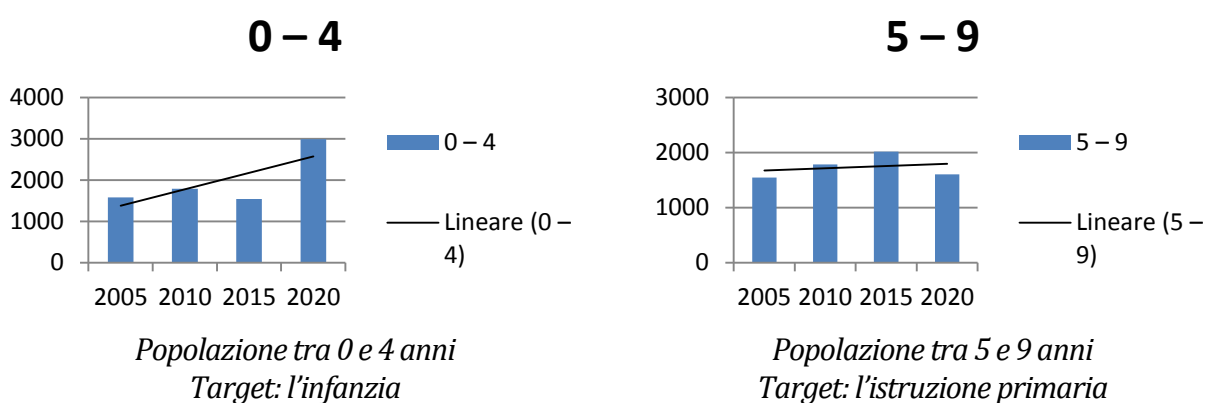 0 – 4
4000
3000
2000
1000
0
2005 2010 2015 2020
0 – 4
Lineare (0 –
4)
Popolazione tra 0 e 4 anni
Target: l’infanzia
5 – 9
3000
2000
1000
0
2005 2010 2015 2020
5 – 9
Lineare (5 –
9)
Popolazione tra 5 e 9 anni
Target: l’istruzione primaria